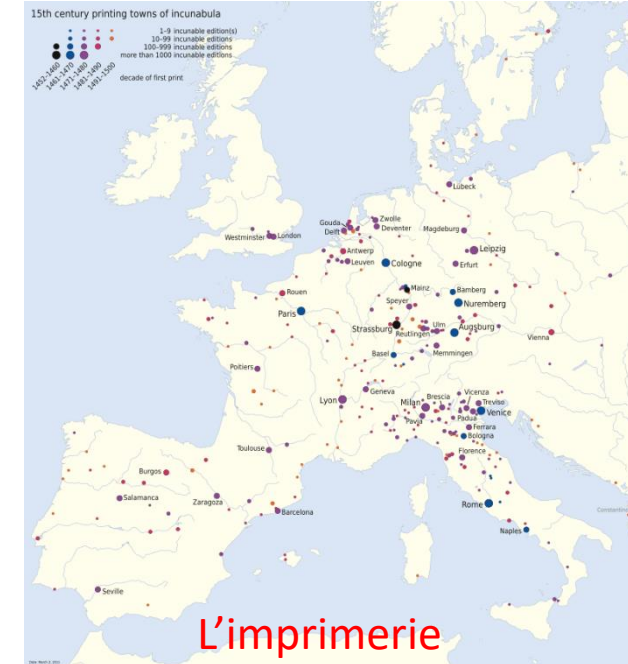 15th century printing towns of incunabula
1–9 incunable edition(s)
10–99 incunable editions
100–999 incunable editions
more than 1000 incunable editions
1452-1460
1461-1470
1471-1480
1481-1490
1491-1500
decade of first print
Lübeck
Gouda
Zwolle
Delft
Deventer
Magdeburg
Westminster
London
Antwerp
Leipzig
Leuven
Cologne
Erfurt
Rouen
Mainz
Bamberg
Speyer
Nuremberg
Paris
Strassburg
Ulm
Reutlingen
Augsburg
Vienna
Basel
Memmingen
Poitiers
Geneva
Lyon
Milan
Brescia
Vicenza
Treviso
Venice
Padua
Pavia
Ferrara
Bologna
Toulouse
Florence
Burgos
Salamanca
Zaragoza
Barcelona
Rome
Constantinople
Naples
Seville
L'imprimerie